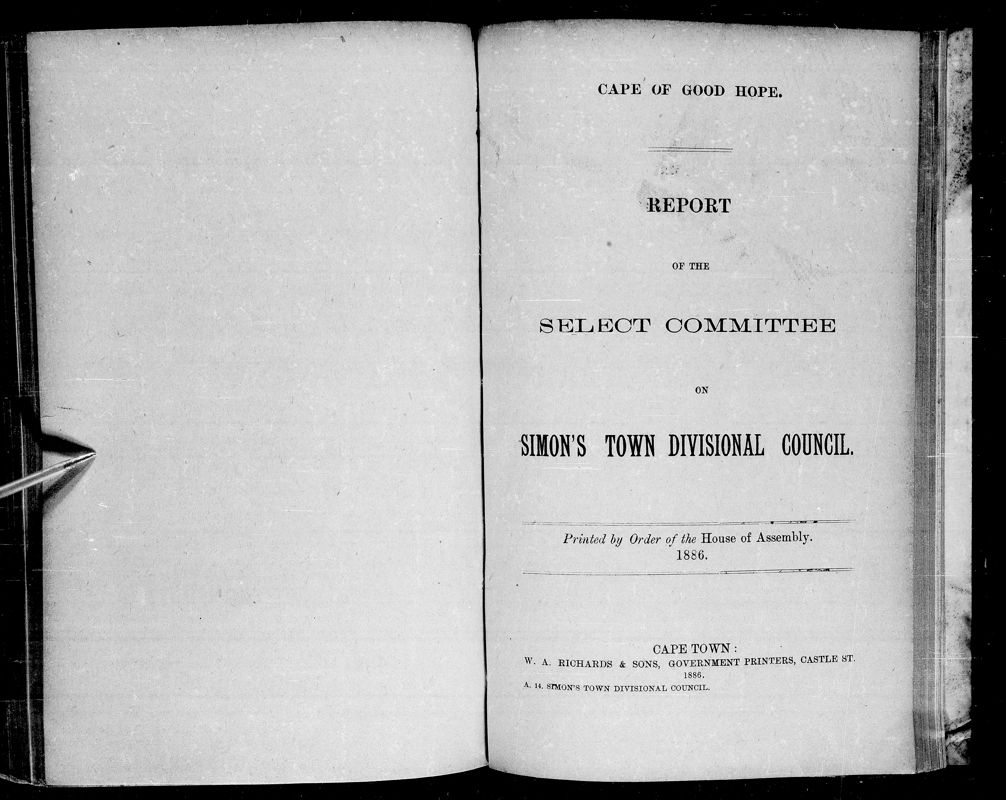 CAPE OF GOOD HOPE.
REPORT
OF THE
SELECT COMMITTEE
ON
SIMON'S TOWN DIVISIONAL COUNCIL.
Printed by Order of the House of Assembly.
1886.
CAPE TOWN:
W. A. RICHARDS & SONS, GOVERNMENT PRINTERS, CASTLE ST.
1886.
A. 14. SIMON'S TOWN DIVISIONAL COUNCIL.